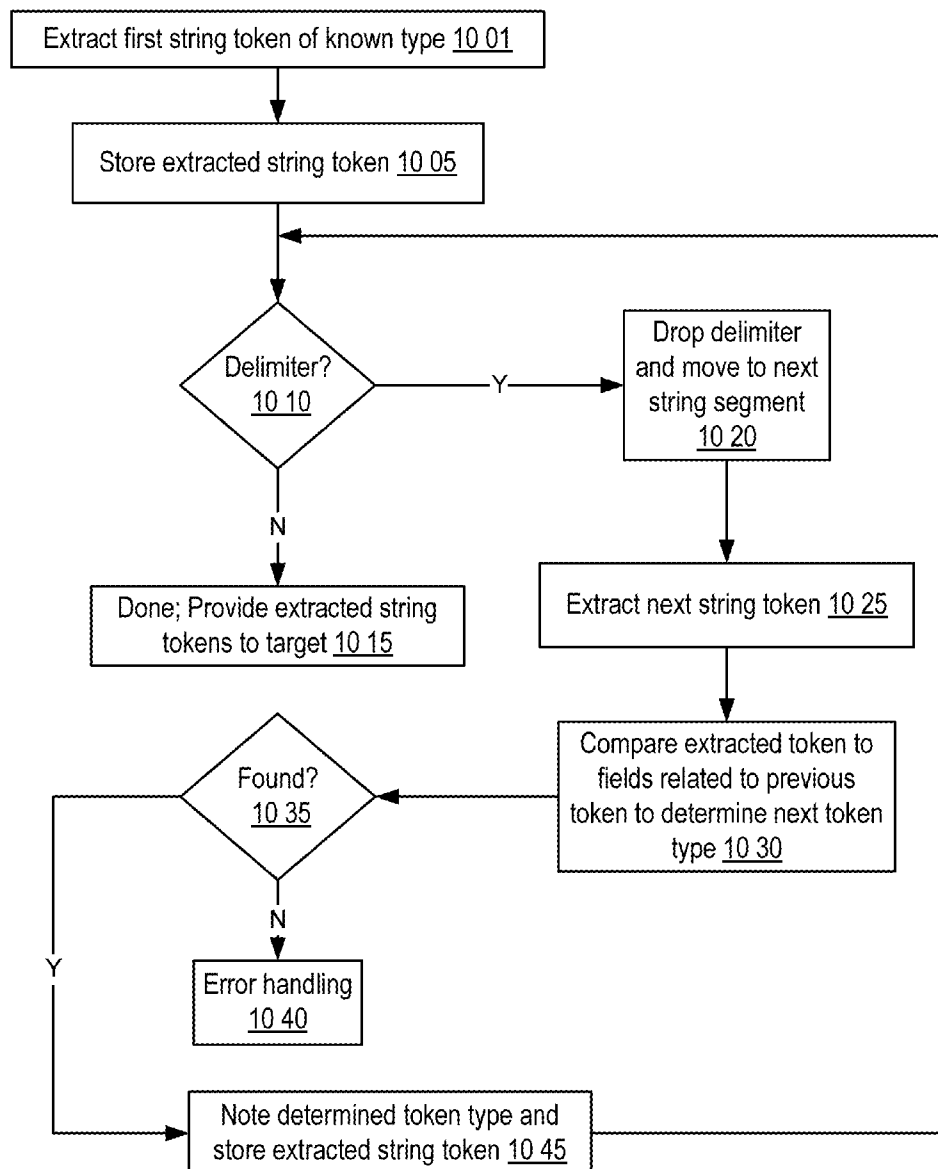 Extract first string token of known type 10 01
Store extracted string token 10 05
Delimiter?
10 10
Y
Drop delimiter
and move to next
string segment
10 20
N
Done; Provide extracted string
tokens to target 10 15
Extract next string token 10 25
Compare extracted token to
fields related to previous
token to determine next token
type 10 30
Found?
10 35
N
Y
Error handling
10 40
Note determined token type and
store extracted string token 10 45